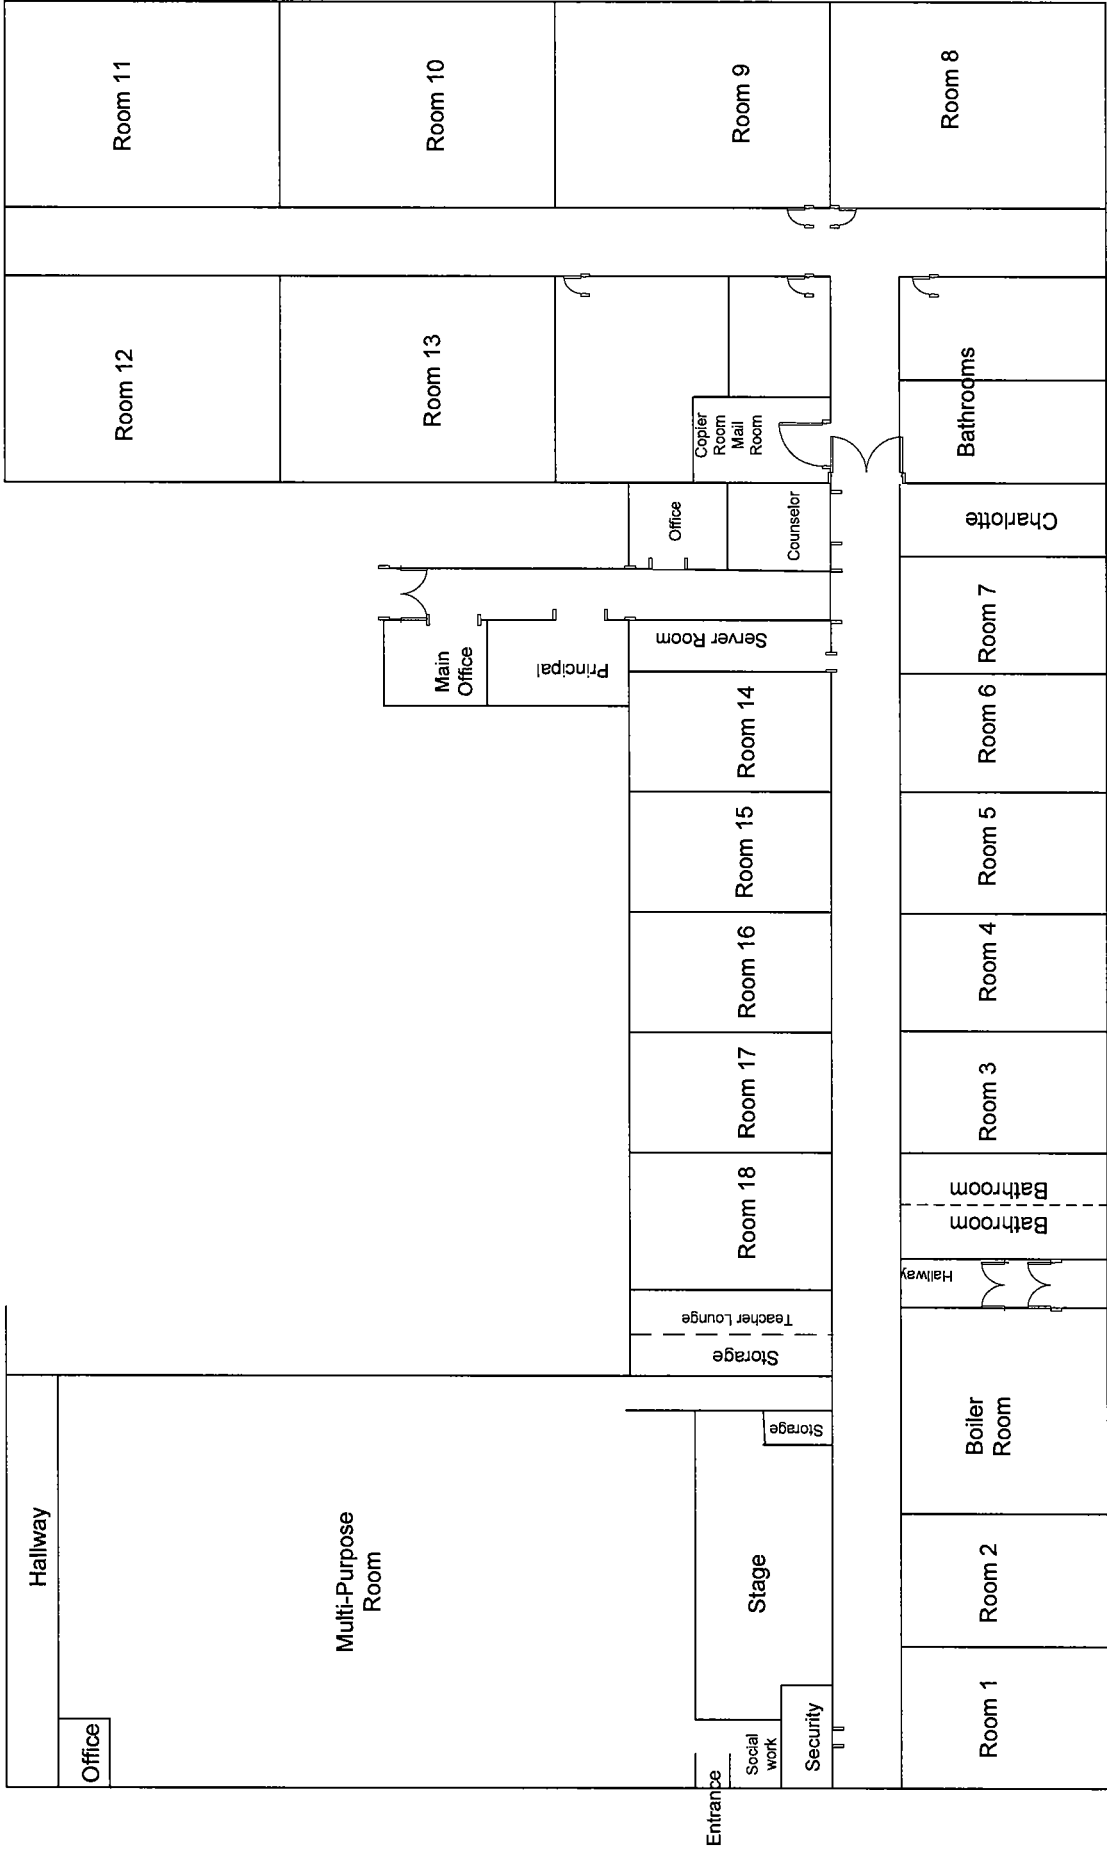 Room 11
Room 10
Room 9
Room 8
Room 12
Room 13
Copier
Room
Mail
Room
Bathrooms
Office
Counselor
Charlotte
Main
Office
Principal
Server Room
Room 7
Room 14
Room 6
Room 15
Room 5
Room 16
Room 4
Room 17
Room 3
Room 18
Bathroom
Bathroom
Hallway
Teacher Lounge
Storage
Storage
Boiler
Room
Hallway
Multi-Purpose
Room
Stage
Room 2
Office
Entrance
Social
work
Security
Room 1